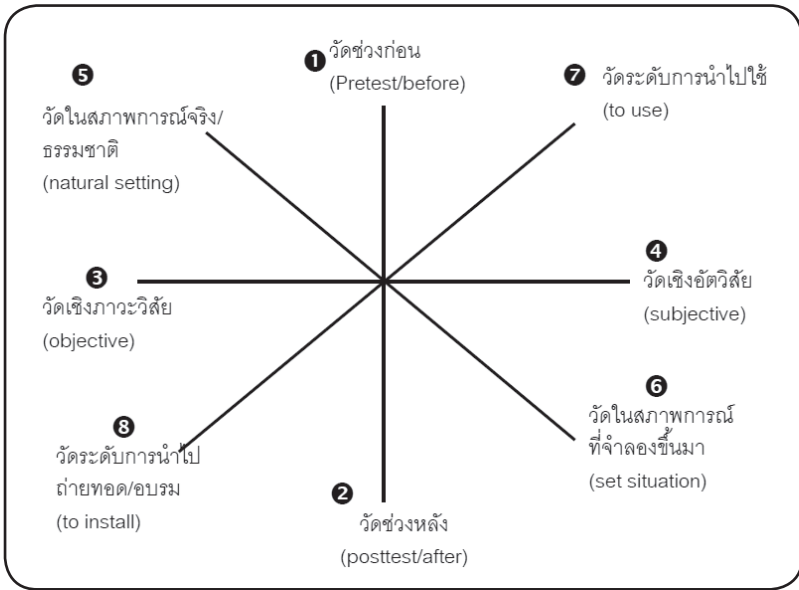 ❶
วัดช่วงก่อน
(Pretest/before)
❺
วัดในสภาพการณ์จริง/
ธรรมชาติ
(natural setting)
❼
วัดระดับการนำไปใช้
(to use)
❸
วัดเชิงภาวะวิสัย
(objective)
❹
วัดเชิงอัตวิสัย
(subjective)
❽
วัดระดับการนำไป
ถ่ายทอด/อบรม
(to install)
❷
วัดช่วงหลัง
(posttest/after)
❻
วัดในสภาพการณ์
ที่จำลองขึ้นมา
(set situation)